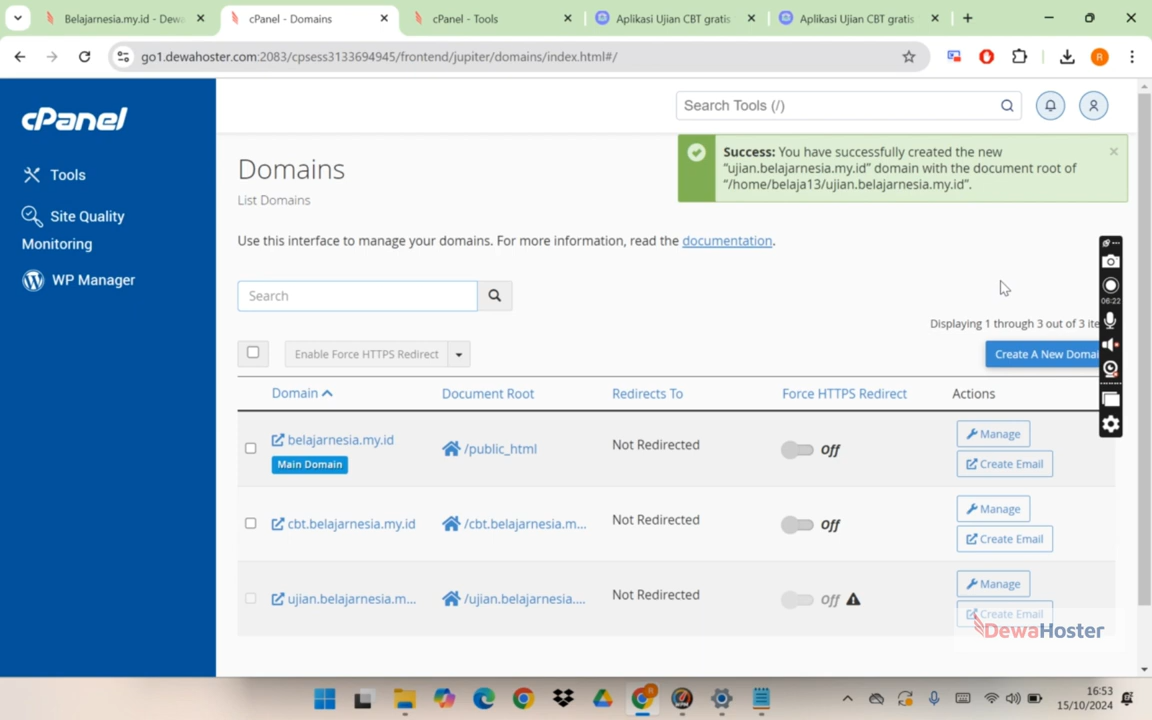 Belajarnesia.my.id - Dewa
cPanel - Domains
cPanel - Tools
Aplikasi Ujian CBT gratis
Aplikasi Ujian CBT gratis
go1.dewahoster.com:2083/cpsess3133694945/frontend/jupiter/domains/index.html#/
R
cPanel
Search Tools (/)
Tools
Site Quality
Monitoring
WP Manager
Success: You have successfully created the new
“ujian.belajarnesia.my.id” domain with the document root of
“/home/belaja13/ujian.belajarnesia.my.id”.
Domains
List Domains
Use this interface to manage your domains. For more information, read the documentation.
Search
06:22
Displaying 1 through 3 out of 3 ite
Enable Force HTTPS Redirect
Create A New Domai
Domain
Document Root
Redirects To
Force HTTPS Redirect
Actions
belajarnesia.my.id
Main Domain
/public_html
Not Redirected
Off
Manage
Create Email
cbt.belajarnesia.my.id
/cbt.belajarnesia.m...
Not Redirected
Off
Manage
Create Email
ujian.belajarnesia.m...
/ujian.belajarnesia....
Not Redirected
Off
Manage
Create Email
DewaHoster
16:53
15/10/2024